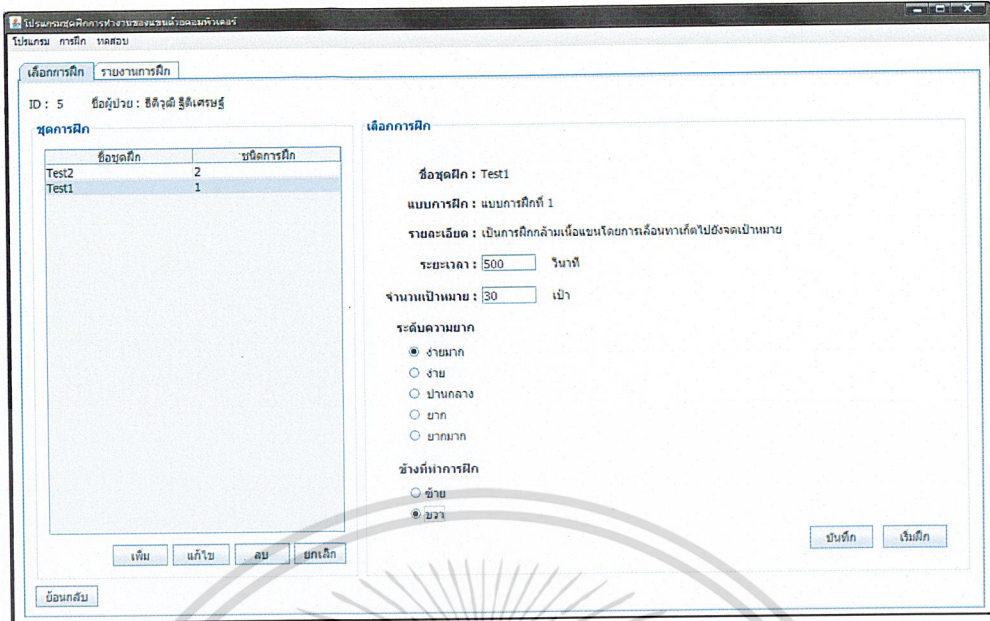 โปรแกรมชุดฝึกการทำงานของแขนด้วยคอมพิวเตอร์
โปรแกรม การฝึก ทดสอบ
เลือกการฝึก รายงานการฝึก
ID : 5 ชื่อผู้ป่วย : ธิติวุฒิ ฐิติเศรษฐ์
ชุดการฝึก
ชื่อชุดฝึก ชนิดการฝึก
Test2 2
Test1 1
เพิ่ม แก้ไข ลบ ยกเลิก
ย้อนกลับ
เลือกการฝึก
ชื่อชุดฝึก : Test1
แบบการฝึก : แบบการฝึกที่ 1
รายละเอียด : เป็นการฝึกกล้ามเนื้อแขนโดยการเลื่อนทาเก็ตไปยังจุดเป้าหมาย
ระยะเวลา : 500 วินาที
จำนวนเป้าหมาย : 30 เป้า
ระดับความยาก
ง่ายมาก
ง่าย
ปานกลาง
ยาก
ยากมาก
ข้างที่ทำการฝึก
ซ้าย
ขวา
บันทึก เริ่มฝึก